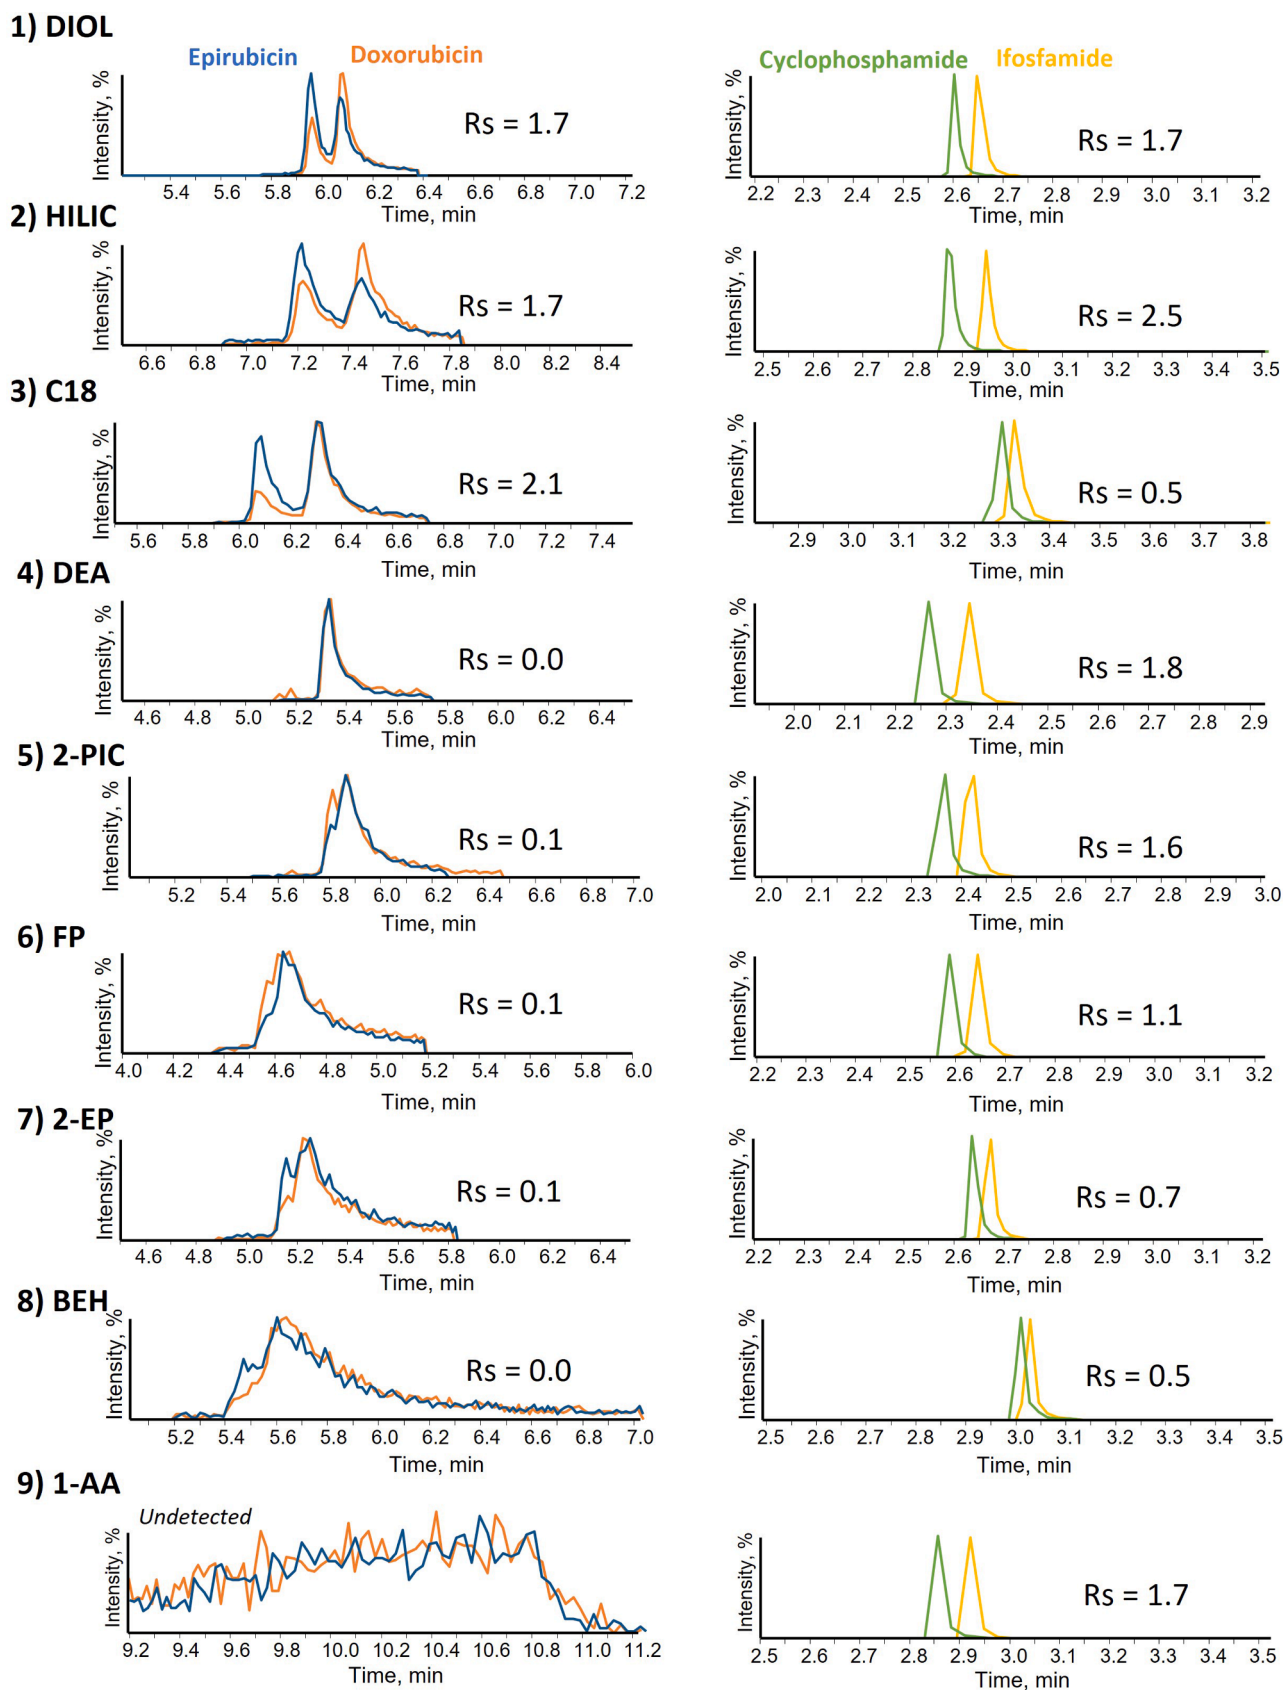 1) DIOL
Epirubicin Doxorubicin Cyclophosphamide Ifosfamide
Intensity, % Rs = 1.7 Intensity, % Rs = 1.7
5.4 5.6 5.8 6.0 6.2 6.4 6.6 6.8 7.0 7.2
Time, min
2.2 2.3 2.4 2.5 2.6 2.7 2.8 2.9 3.0 3.1 3.2
Time, min
2) HILIC
Intensity, % Rs = 1.7 Intensity, % Rs = 2.5
6.6 6.8 7.0 7.2 7.4 7.6 7.8 8.0 8.2 8.4
Time, min
2.5 2.6 2.7 2.8 2.9 3.0 3.1 3.2 3.3 3.4 3.5
Time, min
3) C18
Intensity, % Rs = 2.1 Intensity, % Rs = 0.5
5.6 5.8 6.0 6.2 6.4 6.6 6.8 7.0 7.2 7.4
Time, min
2.9 3.0 3.1 3.2 3.3 3.4 3.5 3.6 3.7 3.8
Time, min
4) DEA
Intensity, % Rs = 0.0 Intensity, % Rs = 1.8
4.6 4.8 5.0 5.2 5.4 5.6 5.8 6.0 6.2 6.4
Time, min
2.0 2.1 2.2 2.3 2.4 2.5 2.6 2.7 2.8 2.9
Time, min
5) 2-PIC
Intensity, % Rs = 0.1 Intensity, % Rs = 1.6
5.2 5.4 5.6 5.8 6.0 6.2 6.4 6.6 6.8 7.0
Time, min
2.0 2.1 2.2 2.3 2.4 2.5 2.6 2.7 2.8 2.9 3.0
Time, min
6) FP
Intensity, % Rs = 0.1 Intensity, % Rs = 1.1
4.0 4.2 4.4 4.6 4.8 5.0 5.2 5.4 5.6 5.8 6.0
Time, min
2.2 2.3 2.4 2.5 2.6 2.7 2.8 2.9 3.0 3.1 3.2
Time, min
7) 2-EP
Intensity, % Rs = 0.1 Intensity, % Rs = 0.7
4.6 4.8 5.0 5.2 5.4 5.6 5.8 6.0 6.2 6.4
Time, min
2.2 2.3 2.4 2.5 2.6 2.7 2.8 2.9 3.0 3.1 3.2
Time, min
8) BEH
Intensity, % Rs = 0.0 Intensity, % Rs = 0.5
5.2 5.4 5.6 5.8 6.0 6.2 6.4 6.6 6.8 7.0
Time, min
2.5 2.6 2.7 2.8 2.9 3.0 3.1 3.2 3.3 3.4 3.5
Time, min
9) 1-AA
Undetected
Intensity, % Intensity, % Rs = 1.7
9.2 9.4 9.6 9.8 10.0 10.2 10.4 10.6 10.8 11.0 11.2
Time, min
2.5 2.6 2.7 2.8 2.9 3.0 3.1 3.2 3.3 3.4 3.5
Time, min